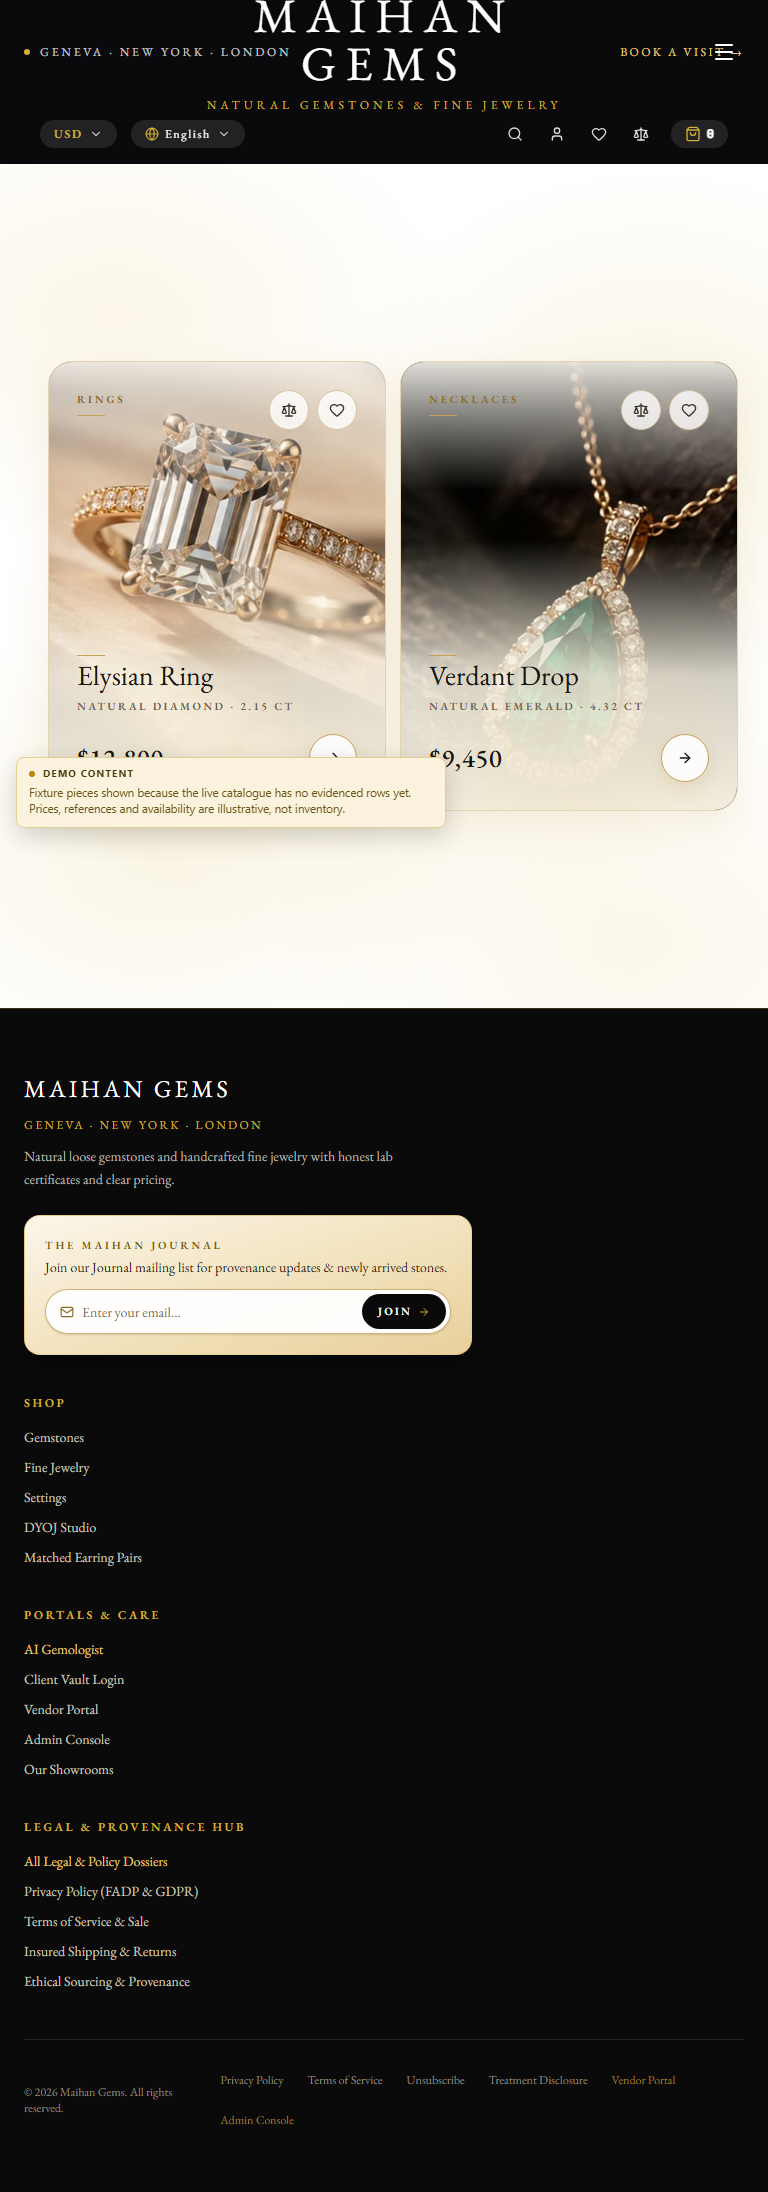 MAIHAN
GEMS
GENEVA · NEW YORK · LONDON
BOOK A VISIT →
NATURAL GEMSTONES & FINE JEWELRY
USD
English
0
RINGS
NECKLACES
Elysian Ring
NATURAL DIAMOND · 2.15 CT
$12,800
Verdant Drop
NATURAL EMERALD · 4.32 CT
$9,450
DEMO CONTENT
Fixture pieces shown because the live catalogue has no evidenced rows yet.
Prices, references and availability are illustrative, not inventory.
MAIHAN GEMS
GENEVA · NEW YORK · LONDON
Natural loose gemstones and handcrafted fine jewelry with honest lab
certificates and clear pricing.
THE MAIHAN JOURNAL
Join our Journal mailing list for provenance updates & newly arrived stones.
Enter your email...
JOIN →
SHOP
Gemstones
Fine Jewelry
Settings
DYOJ Studio
Matched Earring Pairs
PORTALS & CARE
AI Gemologist
Client Vault Login
Vendor Portal
Admin Console
Our Showrooms
LEGAL & PROVENANCE HUB
All Legal & Policy Dossiers
Privacy Policy (FADP & GDPR)
Terms of Service & Sale
Insured Shipping & Returns
Ethical Sourcing & Provenance
© 2026 Maihan Gems. All rights
reserved.
Privacy Policy
Terms of Service
Unsubscribe
Treatment Disclosure
Vendor Portal
Admin Console